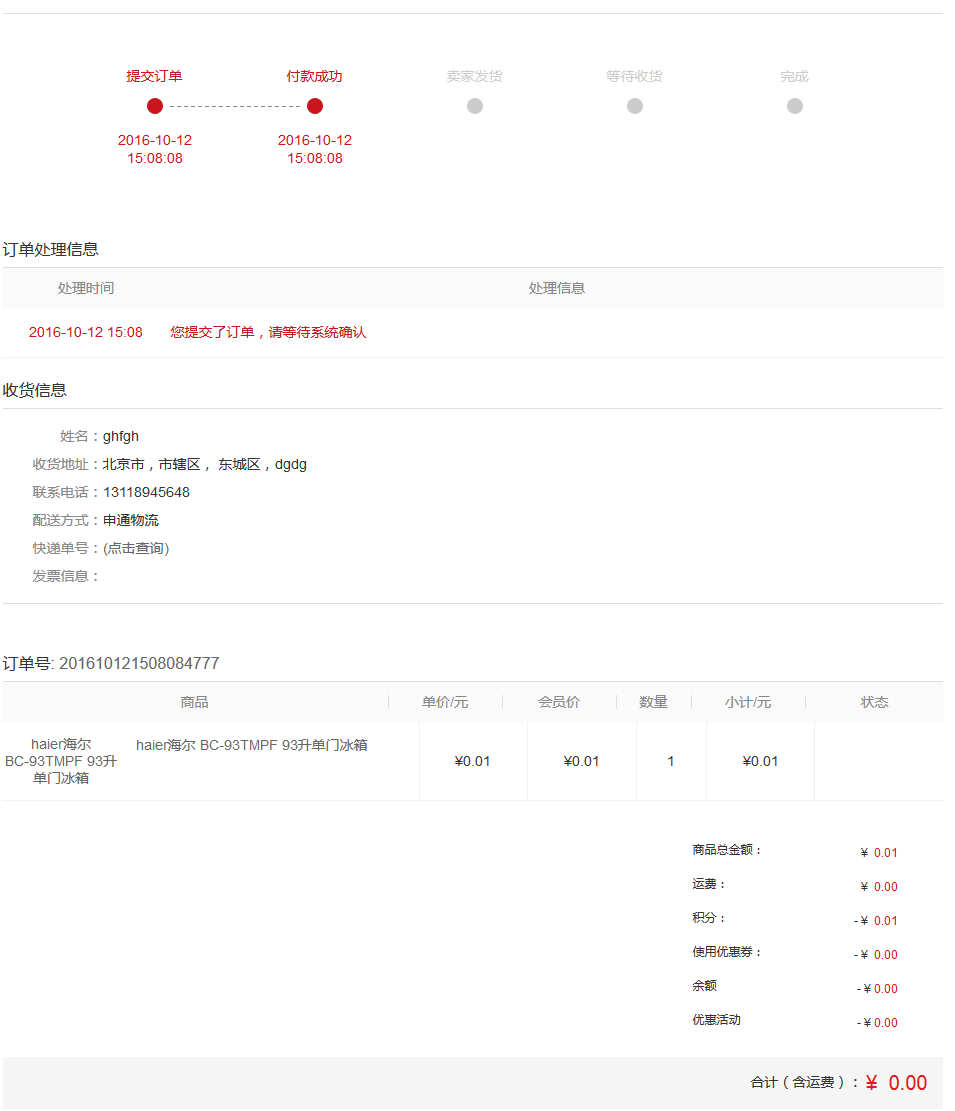 提交订单 付款成功 卖家发货 等待收货 完成
2016-10-12 2016-10-12
15:08:08 15:08:08
订单处理信息
处理时间 处理信息
2016-10-12 15:08 您提交了订单，请等待系统确认
收货信息
姓名：ghfgh
收货地址：北京市，市辖区， 东城区，dgdg
联系电话：13118945648
配送方式：申通物流
快递单号：(点击查询)
发票信息：
订单号: 201610121508084777
商品 单价/元 会员价 数量 小计/元 状态
haier海尔
BC-93TMPF 93升
单门冰箱
haier海尔 BC-93TMPF 93升单门冰箱
¥0.01 ¥0.01 1 ¥0.01
商品总金额： ¥ 0.01
运费： ¥ 0.00
积分： -¥ 0.01
使用优惠券： -¥ 0.00
余额 -¥0.00
优惠活动 -¥0.00
合计（含运费）：¥ 0.00